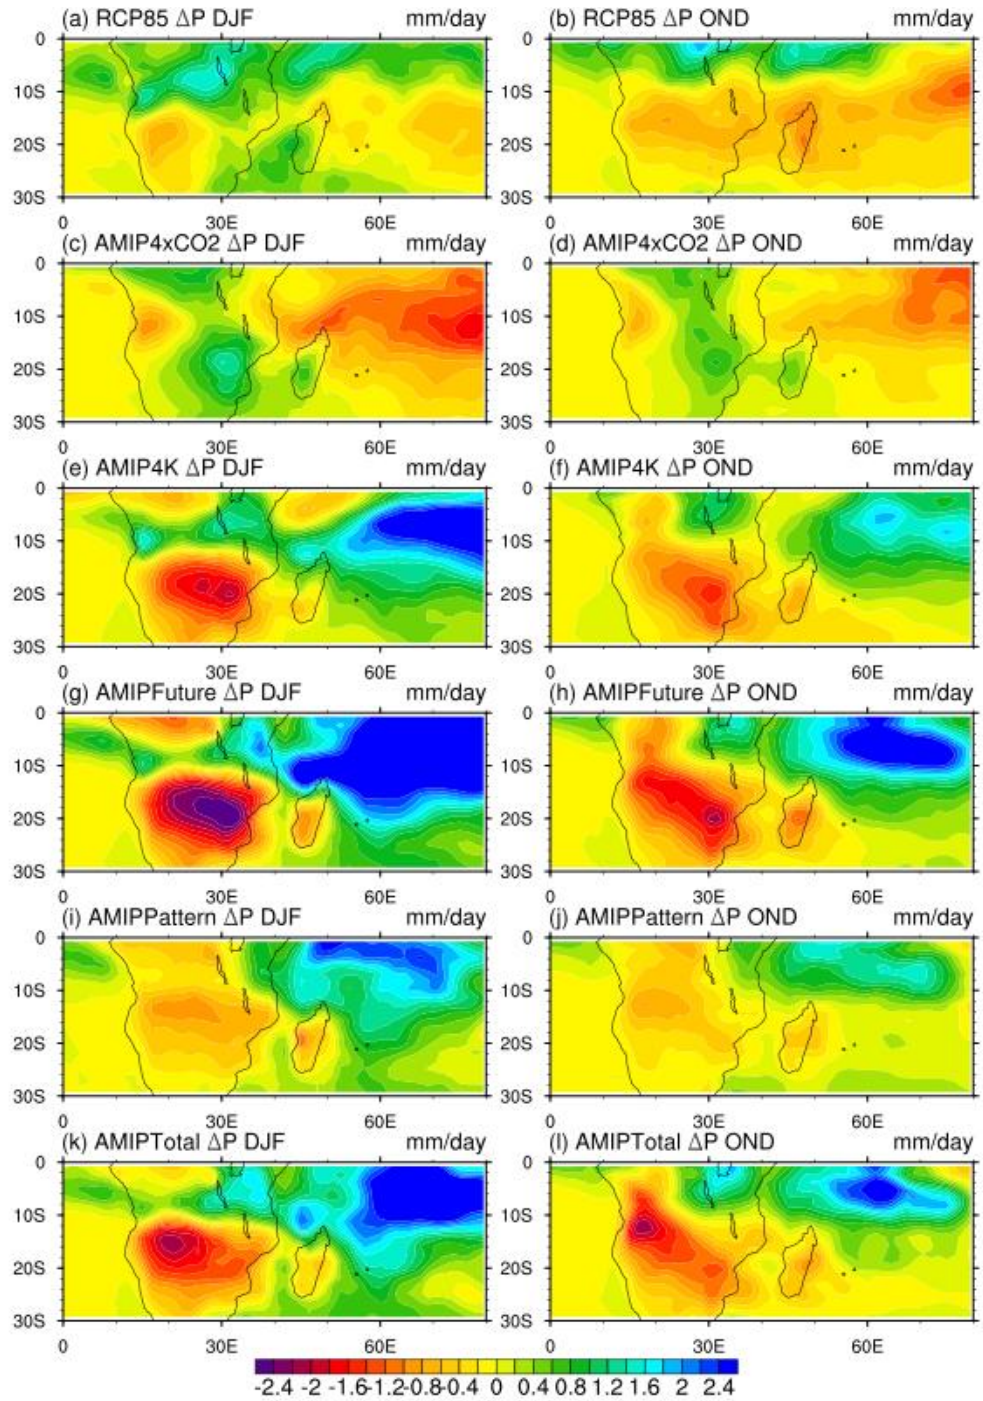 (a) RCP85 ΔP DJF mm/day (b) RCP85 ΔP OND mm/day
0 0
10S 10S
20S 20S
30S 30S
0 30E 60E 0 30E 60E
(c) AMIP4xCO2 ΔP DJF mm/day (d) AMIP4xCO2 ΔP OND mm/day
0 0
10S 10S
20S 20S
30S 30S
0 30E 60E 0 30E 60E
(e) AMIP4K ΔP DJF mm/day (f) AMIP4K ΔP OND mm/day
0 0
10S 10S
20S 20S
30S 30S
0 30E 60E 0 30E 60E
(g) AMIPFuture ΔP DJF mm/day (h) AMIPFuture ΔP OND mm/day
0 0
10S 10S
20S 20S
30S 30S
0 30E 60E 0 30E 60E
(i) AMIPPattern ΔP DJF mm/day (j) AMIPPattern ΔP OND mm/day
0 0
10S 10S
20S 20S
30S 30S
0 30E 60E 0 30E 60E
(k) AMIPTotal ΔP DJF mm/day (l) AMIPTotal ΔP OND mm/day
0 0
10S 10S
20S 20S
30S 30S
0 30E 60E 0 30E 60E
-2.4 -2 -1.6 -1.2 -0.8 -0.4 0 0.4 0.8 1.2 1.6 2 2.4